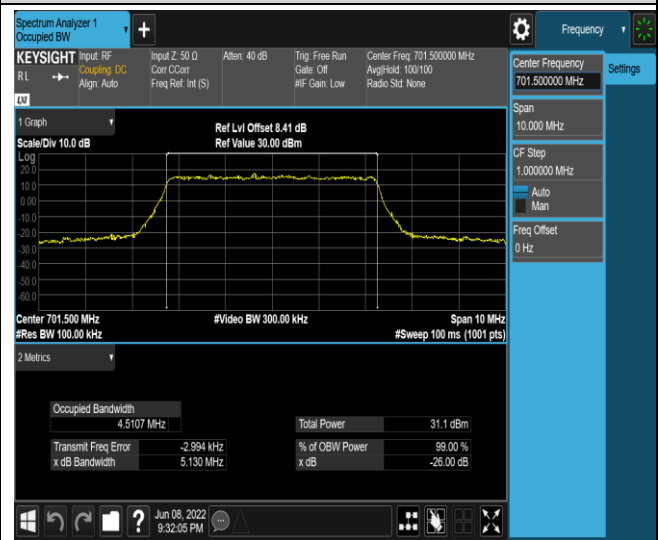 Spectrum Analyzer 1
Occupied BW
+
Frequency
KEYSIGHT
Input: RF
Coupling: DC
Align: Auto
Input Z: 50 Ω
Corr CCorr
Freq Ref: Int (S)
Atten: 40 dB
Trig: Free Run
Gate: Off
#IF Gain: Low
Center Freq: 701.500000 MHz
Avg|Hold: 100/100
Radio Std: None
R L
LNI
Center Frequency
701.500000 MHz
Settings
Span
10.000 MHz
CF Step
1.000000 MHz
Auto
Man
Freq Offset
0 Hz
1 Graph
Ref Lvl Offset 8.41 dB
Scale/Div 10.0 dB
Ref Value 30.00 dBm
Log
20.0
10.0
0.00
-10.0
-20.0
-30.0
-40.0
-50.0
-60.0
Center 701.500 MHz
#Video BW 300.00 kHz
Span 10 MHz
#Res BW 100.00 kHz
#Sweep 100 ms (1001 pts)
2 Metrics
Occupied Bandwidth
4.5107 MHz
Total Power 31.1 dBm
Transmit Freq Error -2.994 kHz
% of OBW Power 99.00 %
x dB Bandwidth 5.130 MHz
x dB -26.00 dB
?
Jun 08, 2022
9:32:05 PM